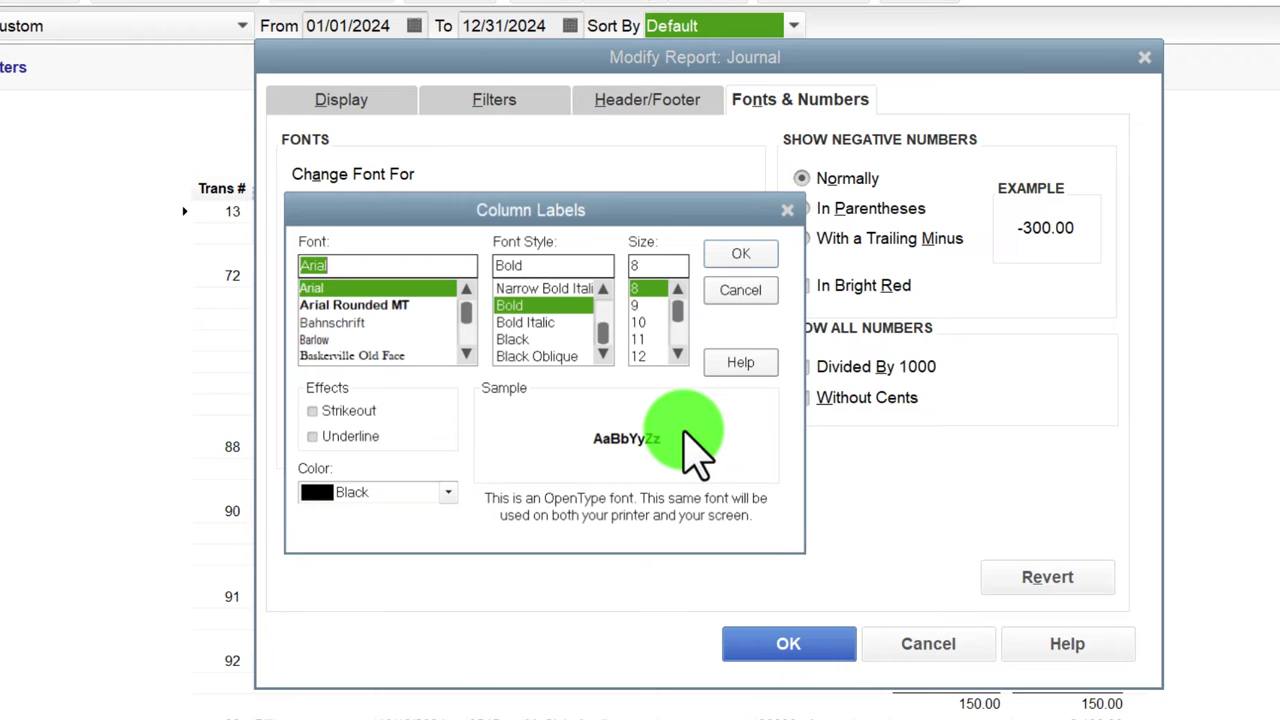 ustom From 01/01/2024 To 12/31/2024 Sort By Default
ters
Modify Report: Journal
Display Filters Header/Footer Fonts & Numbers
FONTS
Change Font For
Column Labels
Font: Font Style: Size:
Arial Bold 8
Arial Narrow Bold Itali 8
Arial Rounded MT Bold 9
Bahnschrift Bold Italic 10
Barlow Black 11
Baskerville Old Face Black Oblique 12
OK
Cancel
Help
Effects
Strikeout
Underline
Color:
Black
Sample
AaBbYyZz
This is an OpenType font. This same font will be
used on both your printer and your screen.
SHOW NEGATIVE NUMBERS
Normally
In Parentheses
With a Trailing Minus
In Bright Red
EXAMPLE
-300.00
OW ALL NUMBERS
Divided By 1000
Without Cents
Revert
OK Cancel Help
Trans #
13
72
88
90
91
92
150.00 150.00